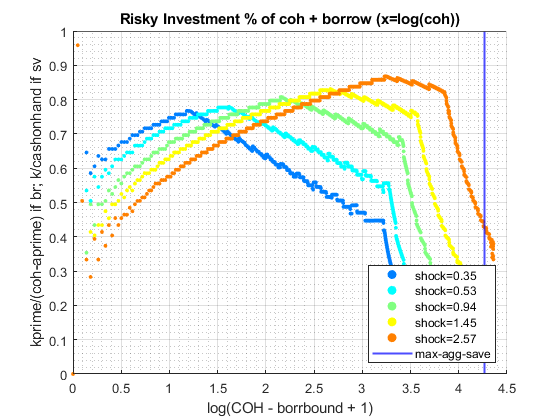 Risky Investment % of coh + borrow (x=log(coh))
kprime/(coh-aprime) if br; k/cashonhand if sv
1
0.9
0.8
0.7
0.6
0.5
0.4
0.3
0.2
0.1
0
0 0.5 1 1.5 2 2.5 3 3.5 4 4.5
log(COH - borrbound + 1)
shock=0.35
shock=0.53
shock=0.94
shock=1.45
shock=2.57
max-agg-save